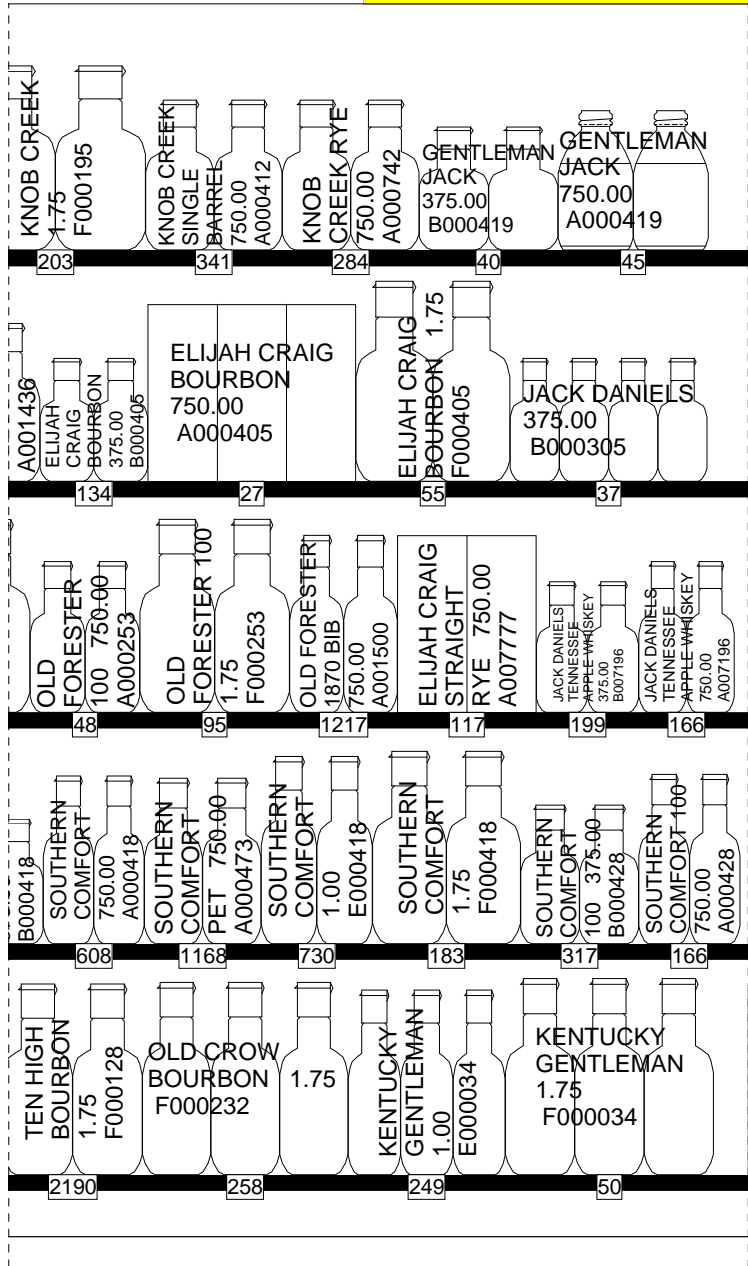 KNOB CREEK
1.75
F000195
KNOB CREEK
SINGLE
BARREL
750.00
A000412
KNOB
CREEK RYE
750.00
A000742
GENTLEMAN
JACK
375.00
B000419
GENTLEMAN
JACK
750.00
A000419
203
341
284
40
45
A001436
ELIJAH
CRAIG
BOURBON
375.00
B000405
ELIJAH CRAIG
BOURBON
750.00
A000405
ELIJAH CRAIG
BOURBON 1.75
F000405
JACK DANIELS
375.00
B000305
134
27
55
37
OLD
FORESTER
100 750.00
A000253
OLD
FORESTER 100
1.75
F000253
OLD FORESTER
1870 BIB
750.00
A001500
ELIJAH CRAIG
STRAIGHT
RYE 750.00
A007777
JACK DANIELS
TENNESSEE
APPLE WHISKEY
375.00
B007196
JACK DANIELS
TENNESSEE
APPLE WHISKEY
750.00
A007196
48
95
1217
117
199
166
B000418
SOUTHERN
COMFORT
750.00
A000418
SOUTHERN
COMFORT
PET 750.00
A000473
SOUTHERN
COMFORT
1.00
E000418
SOUTHERN
COMFORT
1.75
F000418
SOUTHERN
COMFORT
100 375.00
B000428
SOUTHERN
COMFORT 100
750.00
A000428
608
1168
730
183
317
166
TEN HIGH
BOURBON
1.75
F000128
OLD CROW
BOURBON 1.75
F000232
KENTUCKY
GENTLEMAN
1.00
E000034
KENTUCKY
GENTLEMAN
1.75
F000034
2190
258
249
50